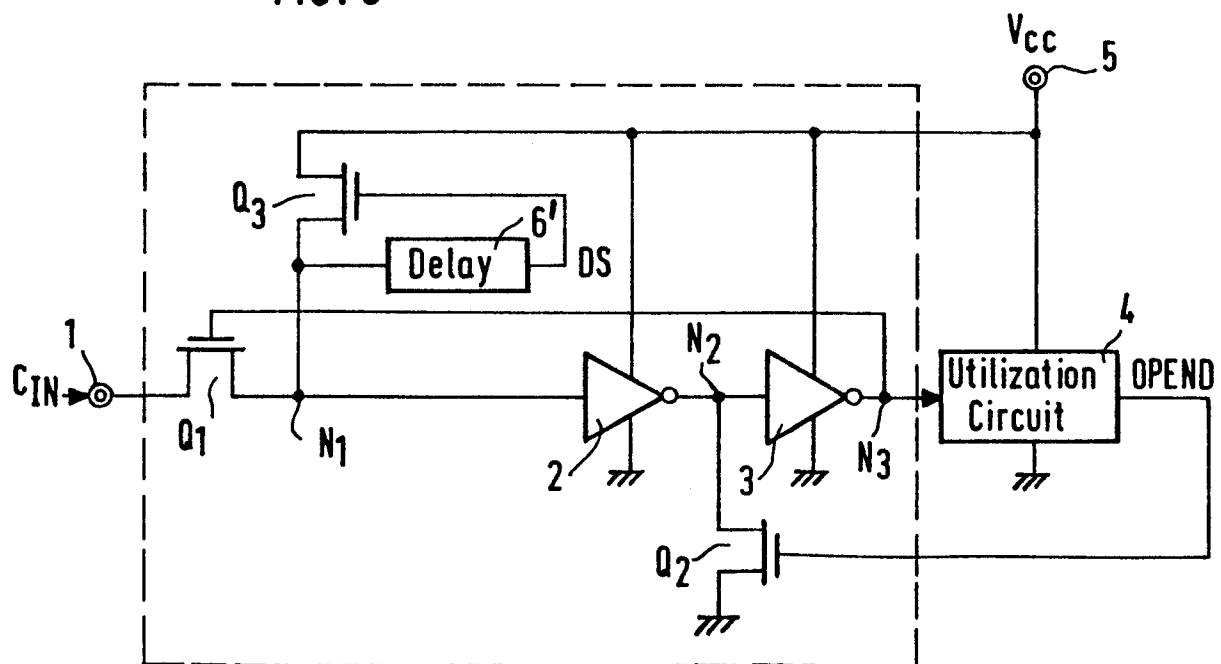 VCC
5
Q3
6'
Delay
DS
1
CIN
Q1
N1
2
N2
3
N3
4
Utilization
Circuit
OPEND
Q2